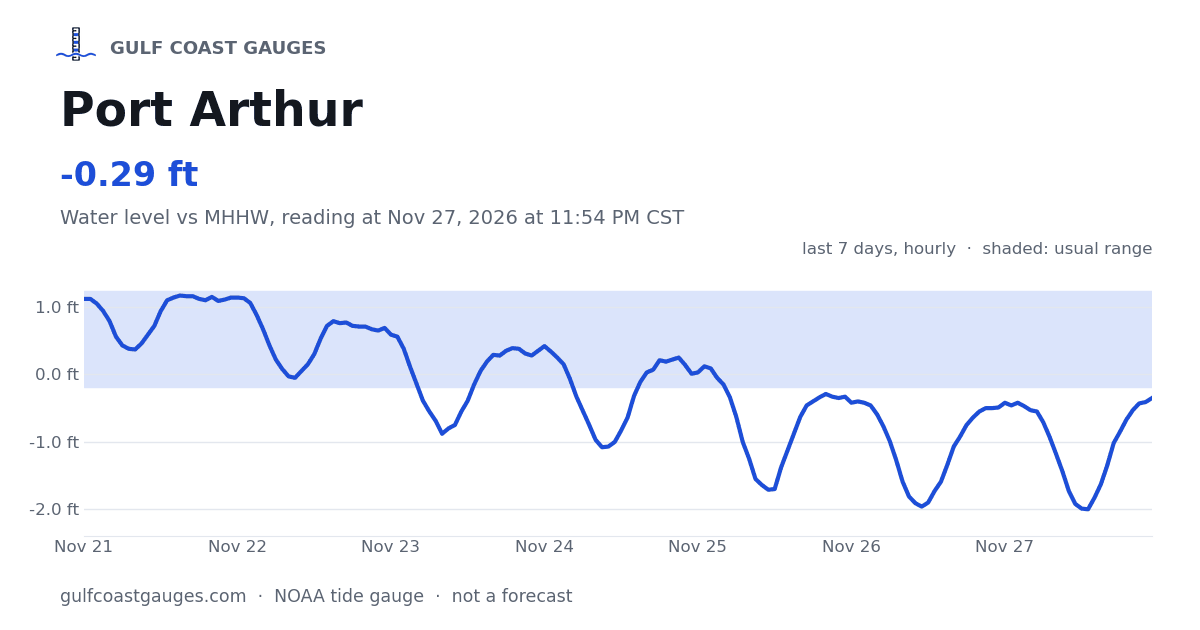 GULF COAST GAUGES
Port Arthur
-0.29 ft
Water level vs MHHW, reading at Nov 27, 2026 at 11:54 PM CST
last 7 days, hourly · shaded: usual range
1.0 ft
0.0 ft
-1.0 ft
-2.0 ft
Nov 21 Nov 22 Nov 23 Nov 24 Nov 25 Nov 26 Nov 27
gulfcoastgauges.com · NOAA tide gauge · not a forecast